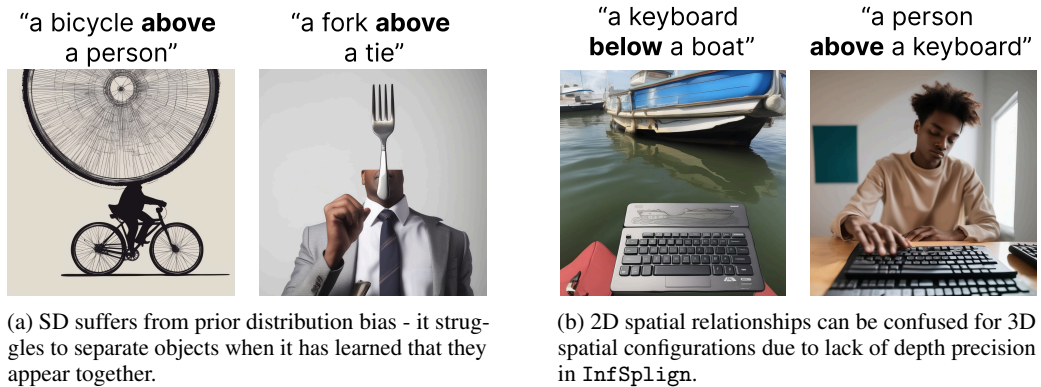 “a bicycle above
a person”
“a fork above
a tie”
“a keyboard
below a boat”
“a person
above a keyboard”
(a) SD suffers from prior distribution bias - it strug-
gles to separate objects when it has learned that they
appear together.
(b) 2D spatial relationships can be confused for 3D
spatial configurations due to lack of depth precision
in InfSplign.